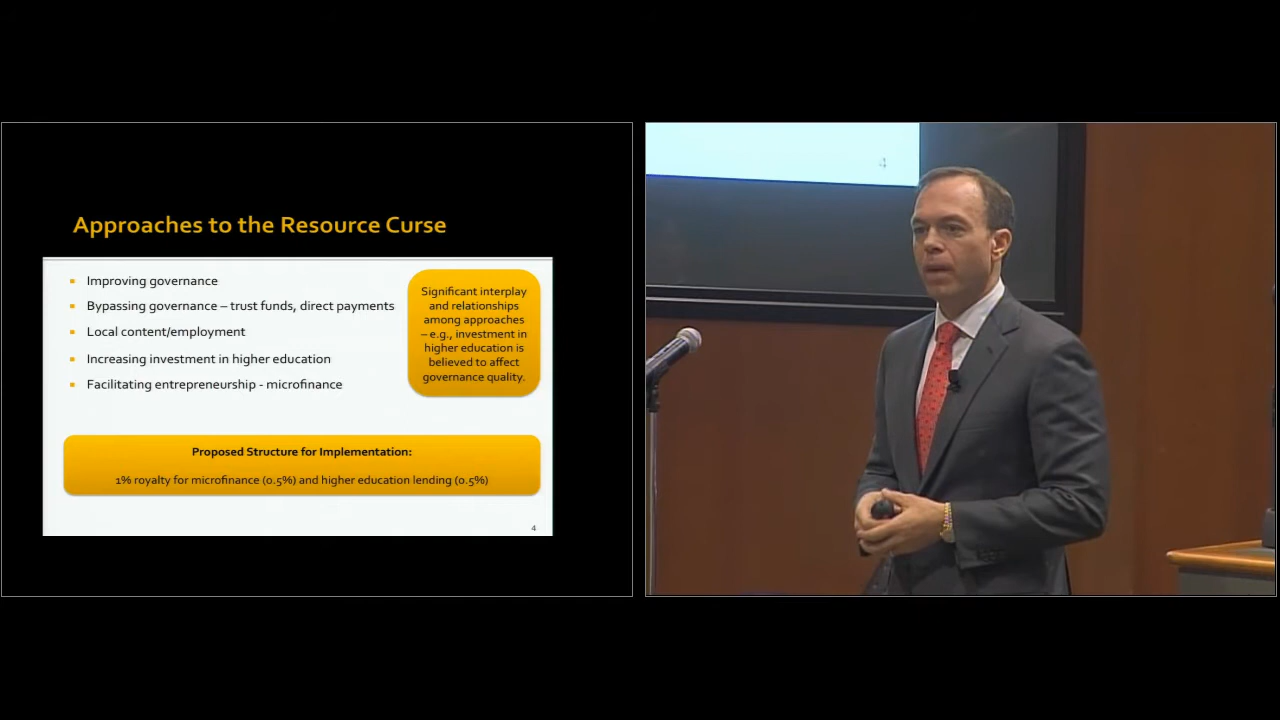 Approaches to the Resource Curse
Improving governance
Bypassing governance – trust funds, direct payments
Local content/employment
Increasing investment in higher education
Facilitating entrepreneurship - microfinance
Significant interplay
and relationships
among approaches
– e.g., investment in
higher education is
believed to affect
governance quality.
Proposed Structure for Implementation:
1% royalty for microfinance (0.5%) and higher education lending (0.5%)
4
4